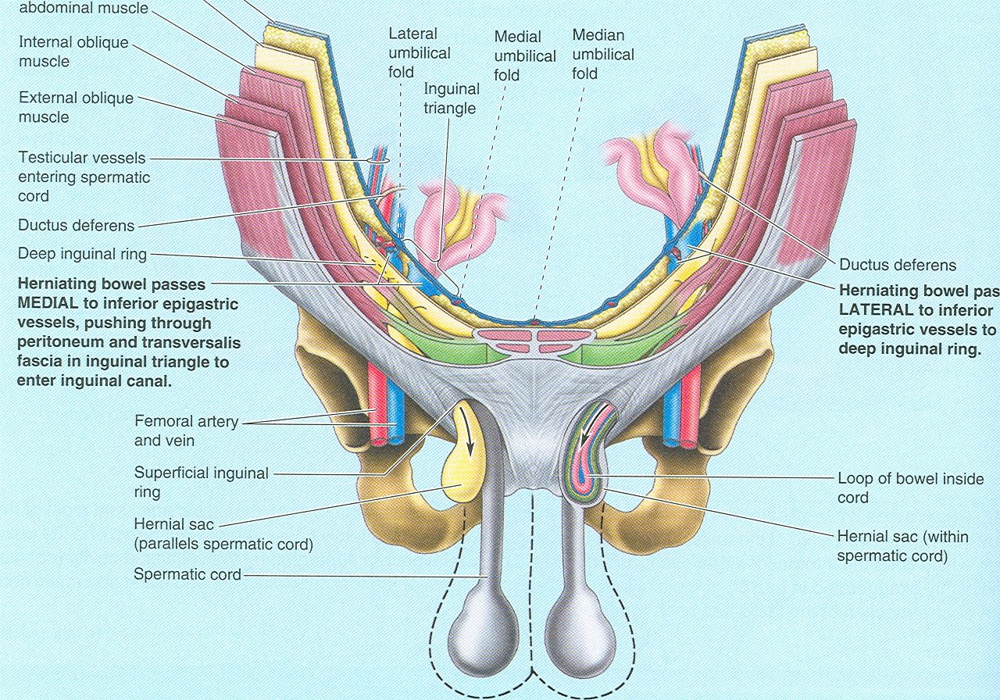 abdominal muscle
Internal oblique
muscle
External oblique
muscle
Testicular vessels
entering spermatic
cord
Ductus deferens
Deep inguinal ring
Herniating bowel passes
MEDIAL to inferior epigastric
vessels, pushing through
peritoneum and transversalis
fascia in inguinal triangle to
enter inguinal canal.
Femoral artery
and vein
Superficial inguinal
ring
Hernial sac
(parallels spermatic cord)
Spermatic cord
Lateral
umbilical
fold
Inguinal
triangle
Medial
umbilical
fold
Median
umbilical
fold
Ductus deferens
Herniating bowel pas
LATERAL to inferior
epigastric vessels to
deep inguinal ring.
Loop of bowel inside
cord
Hernial sac (within
spermatic cord)